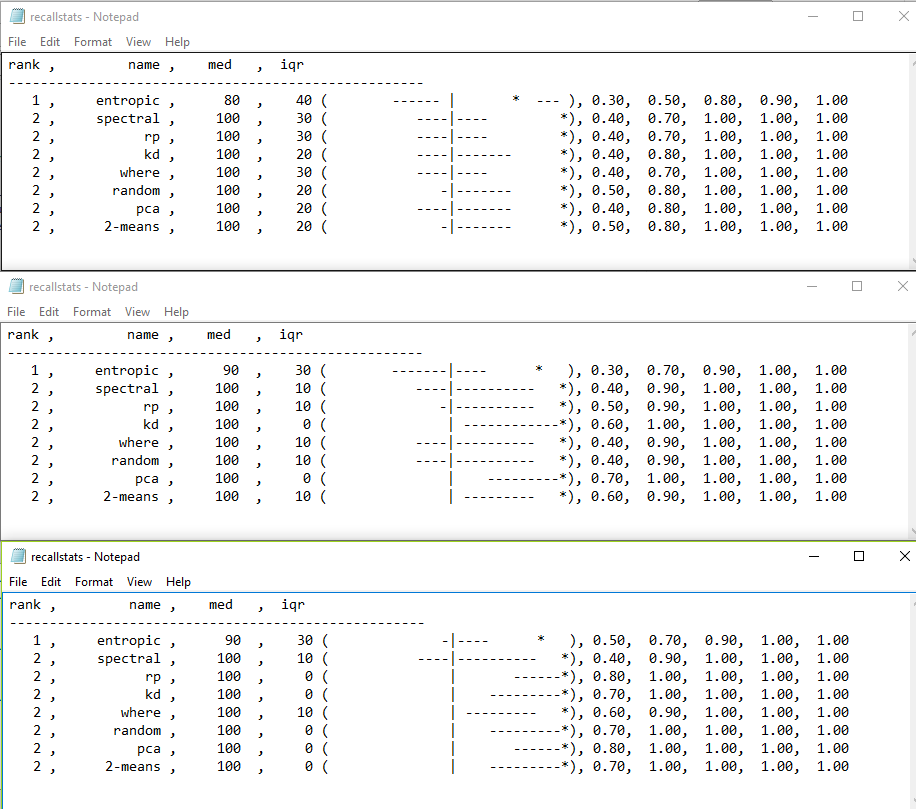 recallstats - Notepad
File Edit Format View Help
rank ,         name ,    med   ,  iqr
----------------------------------------------------
   1 ,     entropic ,      80  ,    40 (        ------ |       *  --- ), 0.30,  0.50,  0.80,  0.90,  1.00
   2 ,     spectral ,     100  ,    30 (           ----|----         *), 0.40,  0.70,  1.00,  1.00,  1.00
   2 ,           rp ,     100  ,    30 (           ----|----         *), 0.40,  0.70,  1.00,  1.00,  1.00
   2 ,           kd ,     100  ,    20 (           ----|-------      *), 0.40,  0.80,  1.00,  1.00,  1.00
   2 ,        where ,     100  ,    30 (           ----|----         *), 0.40,  0.70,  1.00,  1.00,  1.00
   2 ,       random ,     100  ,    20 (              -|-------      *), 0.50,  0.80,  1.00,  1.00,  1.00
   2 ,          pca ,     100  ,    20 (           ----|-------      *), 0.40,  0.80,  1.00,  1.00,  1.00
   2 ,      2-means ,     100  ,    20 (              -|-------      *), 0.50,  0.80,  1.00,  1.00,  1.00
recallstats - Notepad
File Edit Format View Help
rank ,         name ,    med   ,  iqr
----------------------------------------------------
   1 ,     entropic ,      90  ,    30 (        -------|----      *   ), 0.30,  0.70,  0.90,  1.00,  1.00
   2 ,     spectral ,     100  ,    10 (           ----|----------   *), 0.40,  0.90,  1.00,  1.00,  1.00
   2 ,           rp ,     100  ,    10 (              -|----------   *), 0.50,  0.90,  1.00,  1.00,  1.00
   2 ,           kd ,     100  ,     0 (               | ------------*), 0.60,  1.00,  1.00,  1.00,  1.00
   2 ,        where ,     100  ,    10 (           ----|----------   *), 0.40,  0.90,  1.00,  1.00,  1.00
   2 ,       random ,     100  ,    10 (           ----|----------   *), 0.40,  0.90,  1.00,  1.00,  1.00
   2 ,          pca ,     100  ,     0 (               |    ---------*), 0.70,  1.00,  1.00,  1.00,  1.00
   2 ,      2-means ,     100  ,    10 (               | ---------   *), 0.60,  0.90,  1.00,  1.00,  1.00
recallstats - Notepad
File Edit Format View Help
rank ,         name ,    med   ,  iqr
----------------------------------------------------
   1 ,     entropic ,      90  ,    30 (              -|----      *   ), 0.50,  0.70,  0.90,  1.00,  1.00
   2 ,     spectral ,     100  ,    10 (           ----|----------   *), 0.40,  0.90,  1.00,  1.00,  1.00
   2 ,           rp ,     100  ,     0 (               |       ------*), 0.80,  1.00,  1.00,  1.00,  1.00
   2 ,           kd ,     100  ,     0 (               |    ---------*), 0.70,  1.00,  1.00,  1.00,  1.00
   2 ,        where ,     100  ,    10 (               | ---------   *), 0.60,  0.90,  1.00,  1.00,  1.00
   2 ,       random ,     100  ,     0 (               |    ---------*), 0.70,  1.00,  1.00,  1.00,  1.00
   2 ,          pca ,     100  ,     0 (               |       ------*), 0.80,  1.00,  1.00,  1.00,  1.00
   2 ,      2-means ,     100  ,     0 (               |    ---------*), 0.70,  1.00,  1.00,  1.00,  1.00